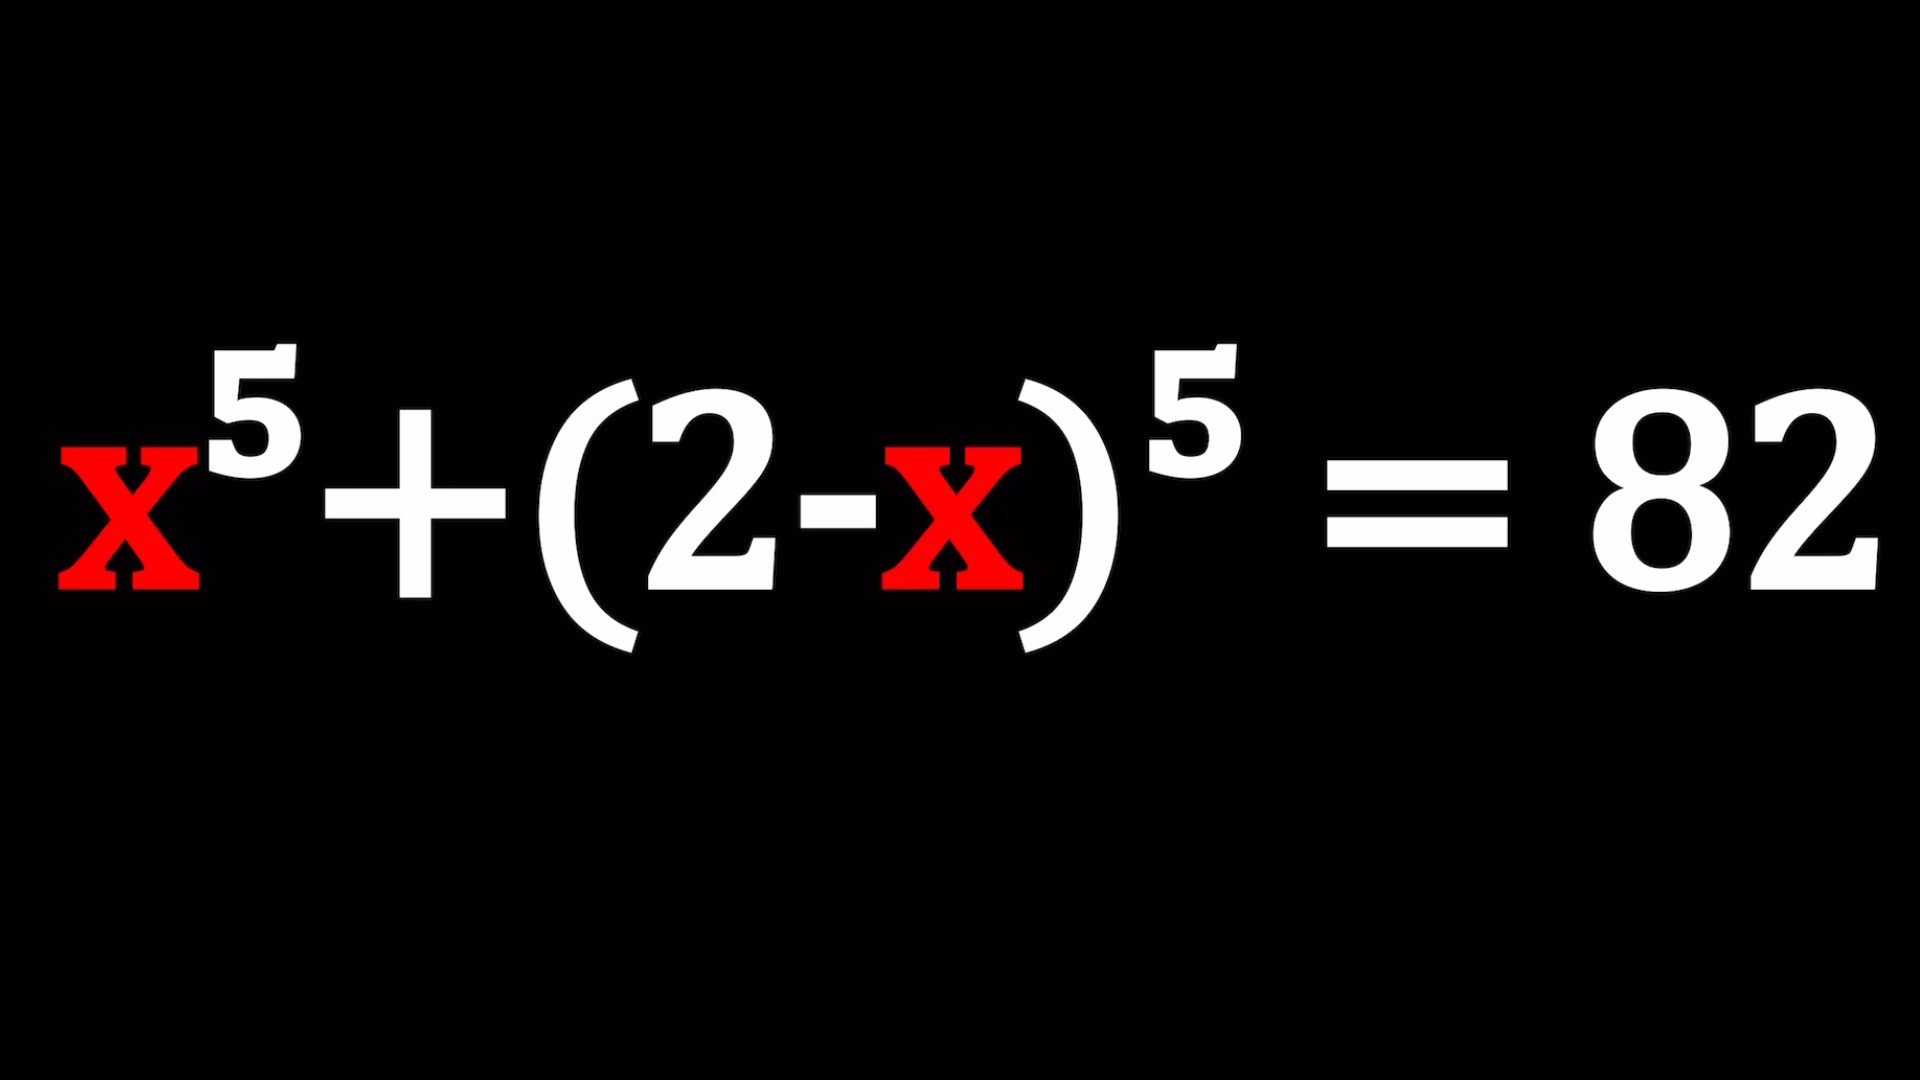 x⁵+(2-x)⁵ = 82